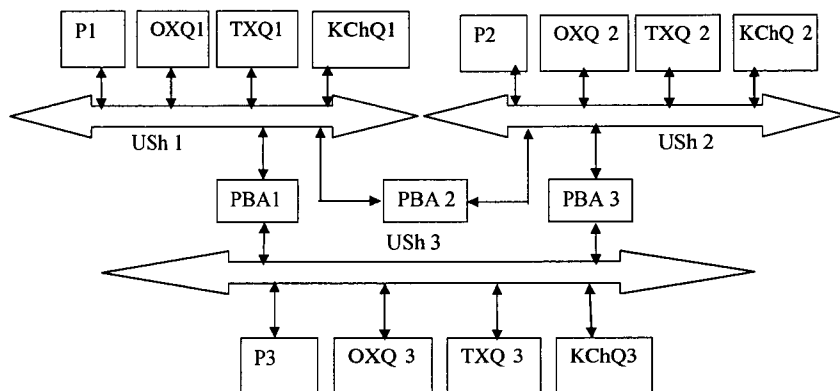 P1 OXQ1 TXQ1 KChQ1 P2 OXQ 2 TXQ 2 KChQ 2
USh 1 USh 2
PBA1 PBA 2 PBA 3
USh 3
P3 OXQ 3 TXQ 3 KChQ3